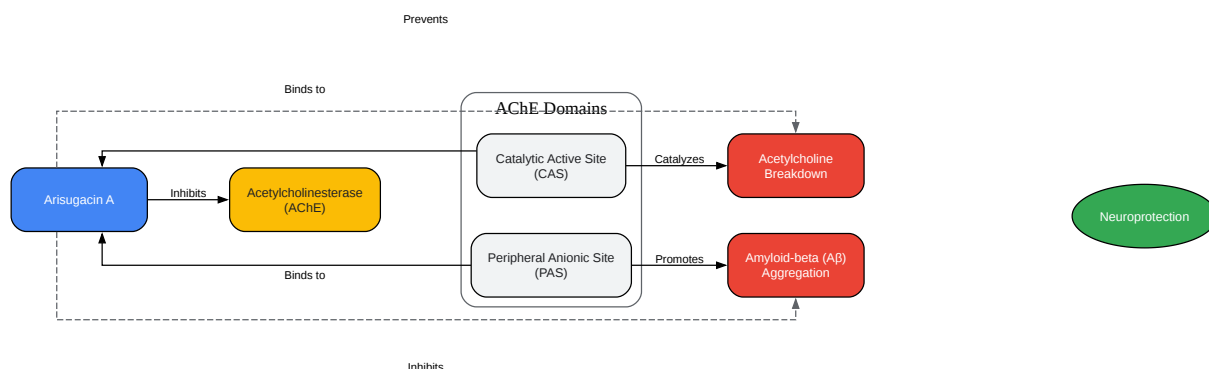 Prevents
Binds to
AChE Domains
Catalytic Active Site
(CAS)
Catalyzes
Acetylcholine
Breakdown
Arisugacin A
Inhibits
Acetylcholinesterase
(AChE)
Neuroprotection
Peripheral Anionic Site
(PAS)
Promotes
Amyloid-beta (Aβ)
Aggregation
Binds to
Inhibits